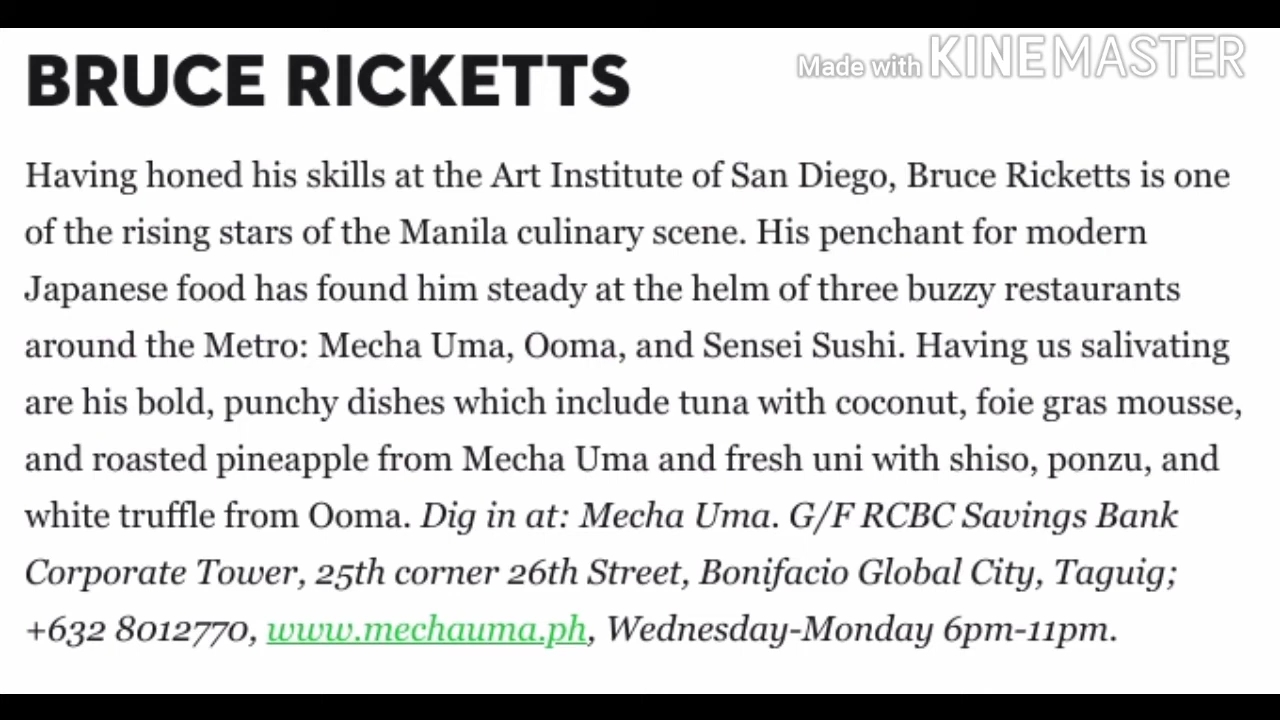 BRUCE RICKETTS
Made with KINEMASTER
Having honed his skills at the Art Institute of San Diego, Bruce Ricketts is one
of the rising stars of the Manila culinary scene. His penchant for modern
Japanese food has found him steady at the helm of three buzzy restaurants
around the Metro: Mecha Uma, Ooma, and Sensei Sushi. Having us salivating
are his bold, punchy dishes which include tuna with coconut, foie gras mousse,
and roasted pineapple from Mecha Uma and fresh uni with shiso, ponzu, and
white truffle from Ooma. Dig in at: Mecha Uma. G/F RCBC Savings Bank
Corporate Tower, 25th corner 26th Street, Bonifacio Global City, Taguig;
+632 8012770, www.mechauma.ph, Wednesday-Monday 6pm-11pm.